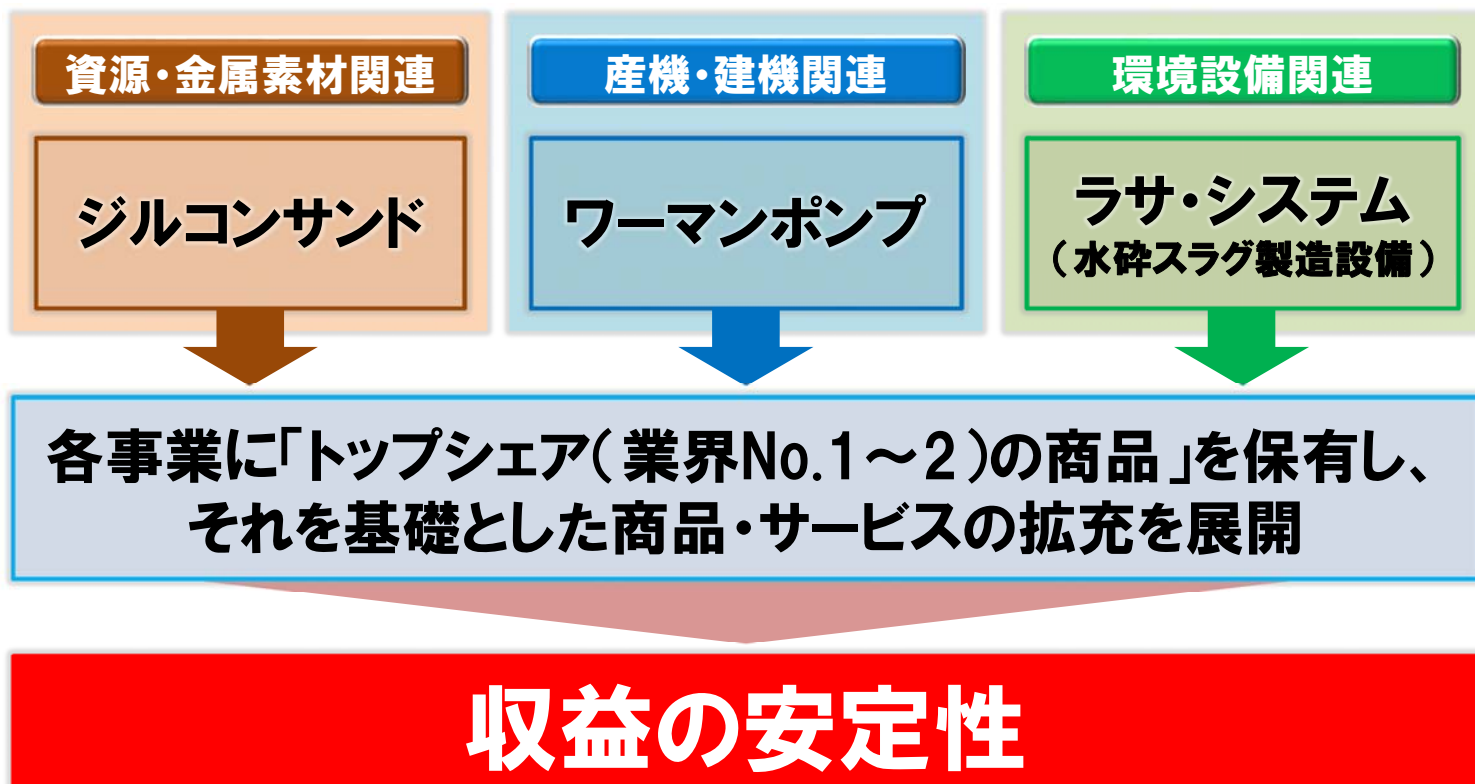 資源・金属素材関連
ジルコンサンド
産機・建機関連
ワーマンポンプ
環境設備関連
ラサ・システム
（水砕スラグ製造設備）
各事業に「トップシェア（業界No.1～2）の商品」を保有し、
それを基礎とした商品・サービスの拡充を展開
収益の安定性